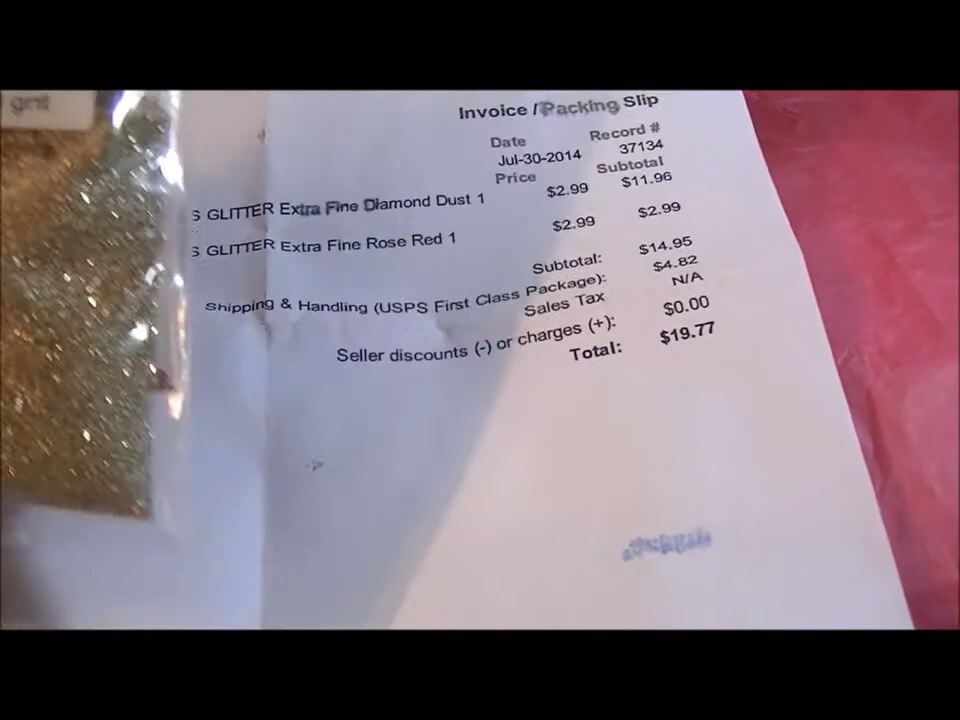 gnt
Invoice / Packing Slip
Date Record #
Jul-30-2014 37134
Price Subtotal
S GLITTER Extra Fine Diamond Dust 1 $2.99 $11.96
S GLITTER Extra Fine Rose Red 1 $2.99 $2.99
Subtotal: $14.95
Shipping & Handling (USPS First Class Package): $4.82
Sales Tax N/A
Seller discounts (-) or charges (+): $0.00
Total: $19.77